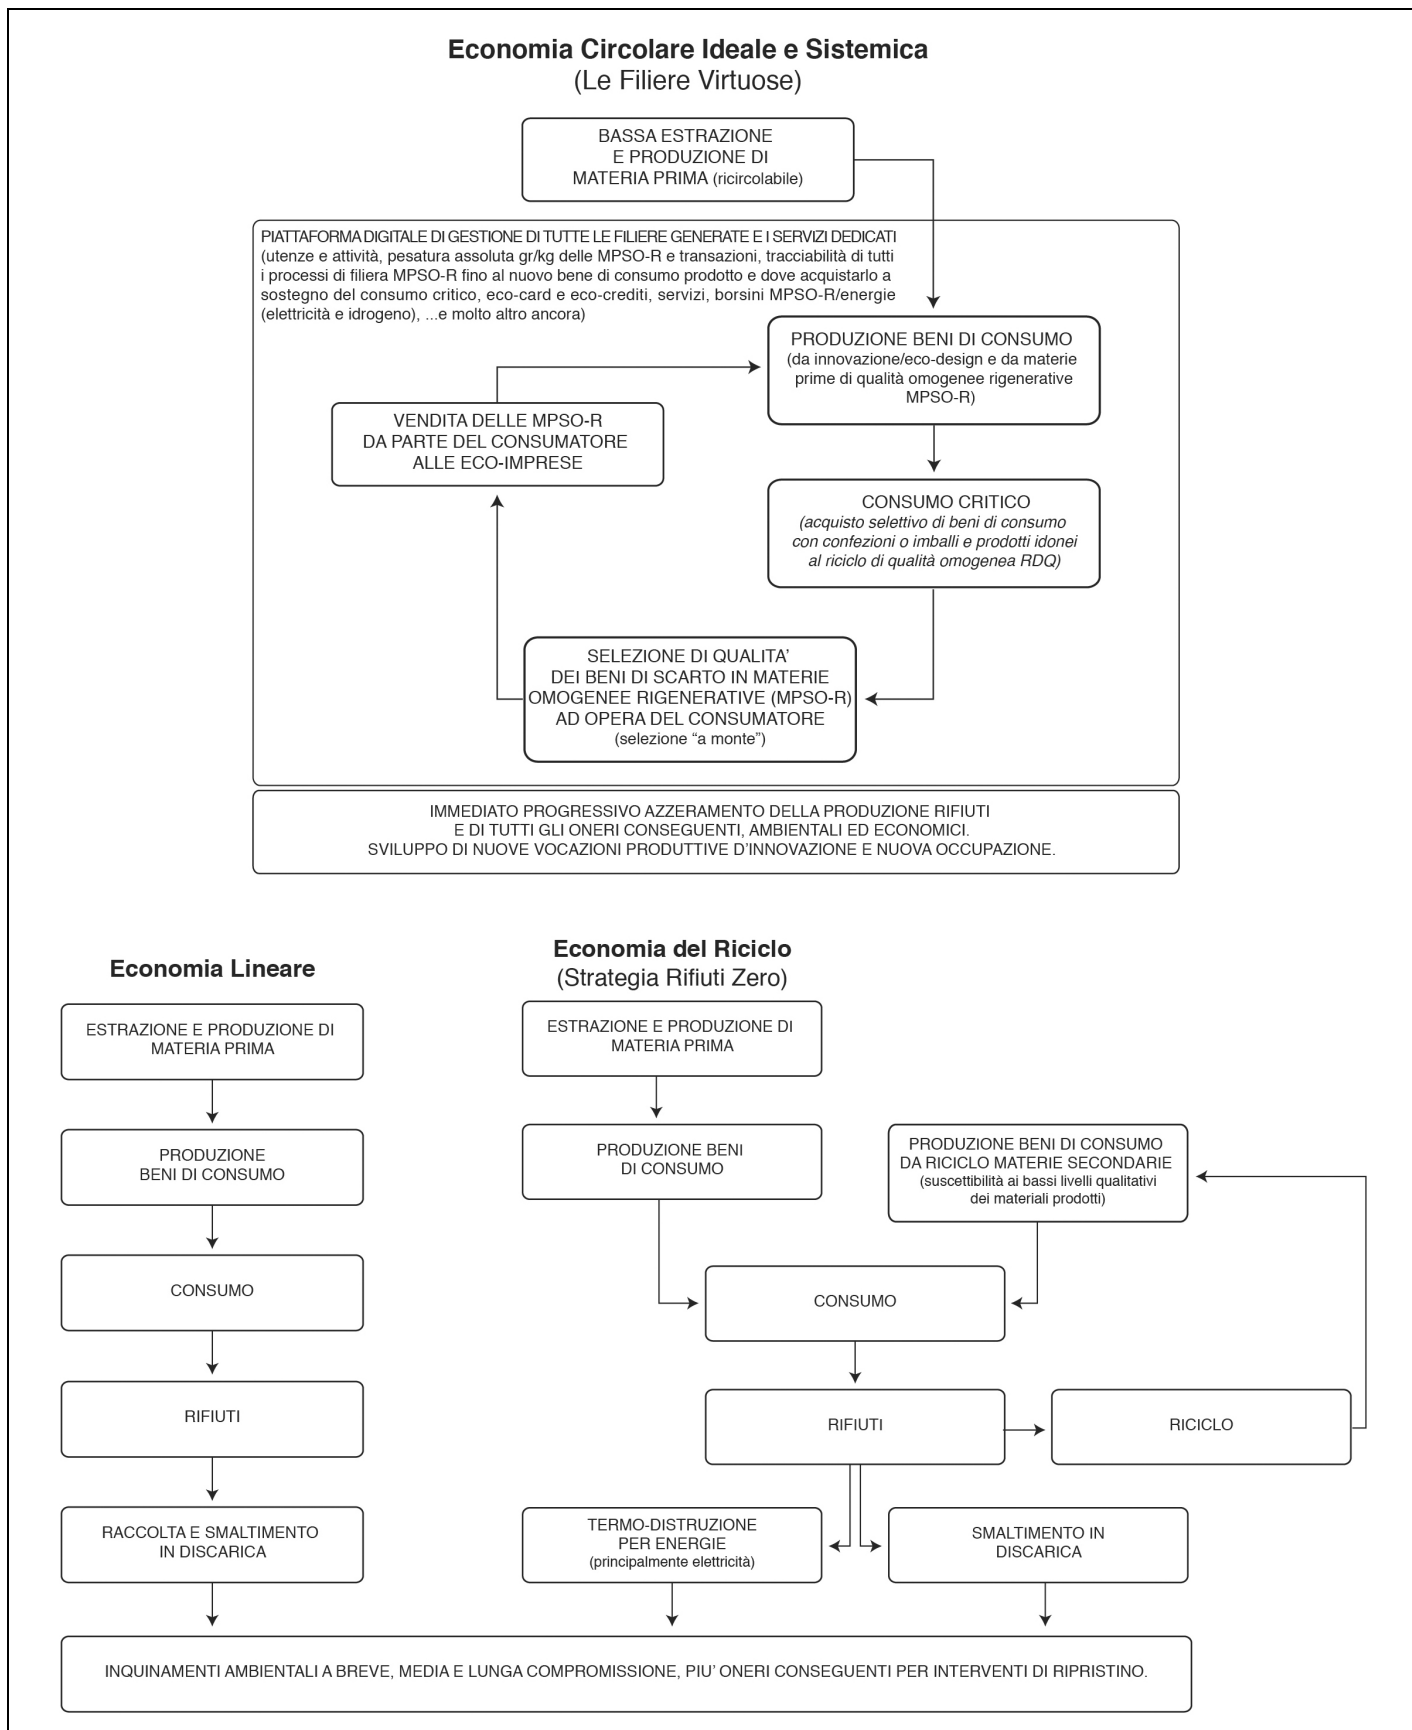 Economia Circolare Ideale e Sistemica
(Le Filiere Virtuose)
BASSA ESTRAZIONE
E PRODUZIONE DI
MATERIA PRIMA (ricircolabile)
PIATTAFORMA DIGITALE DI GESTIONE DI TUTTE LE FILIERE GENERATE E I SERVIZI DEDICATI
(utenze e attività, pesatura assoluta gr/kg delle MPSO-R e transazioni, tracciabilità di tutti
i processi di filiera MPSO-R fino al nuovo bene di consumo prodotto e dove acquistarlo a
sostegno del consumo critico, eco-card e eco-crediti, servizi, borsini MPSO-R/energie
(elettricità e idrogeno), ...e molto altro ancora)
PRODUZIONE BENI DI CONSUMO
(da innovazione/eco-design e da materie
prime di qualità omogenee rigenerative
MPSO-R)
VENDITA DELLE MPSO-R
DA PARTE DEL CONSUMATORE
ALLE ECO-IMPRESE
CONSUMO CRITICO
(acquisto selettivo di beni di consumo
con confezioni o imballi e prodotti idonei
al riciclo di qualità omogenea RDQ)
SELEZIONE DI QUALITA'
DEI BENI DI SCARTO IN MATERIE
OMOGENEE RIGENERATIVE (MPSO-R)
AD OPERA DEL CONSUMATORE
(selezione “a monte”)
IMMEDIATO PROGRESSIVO AZZERAMENTO DELLA PRODUZIONE RIFIUTI
E DI TUTTI GLI ONERI CONSEGUENTI, AMBIENTALI ED ECONOMICI.
SVILUPPO DI NUOVE VOCAZIONI PRODUTTIVE D'INNOVAZIONE E NUOVA OCCUPAZIONE.
Economia Lineare
ESTRAZIONE E PRODUZIONE DI
MATERIA PRIMA
PRODUZIONE
BENI DI CONSUMO
CONSUMO
RIFIUTI
RACCOLTA E SMALTIMENTO
IN DISCARICA
Economia del Riciclo
(Strategia Rifiuti Zero)
ESTRAZIONE E PRODUZIONE DI
MATERIA PRIMA
PRODUZIONE BENI
DI CONSUMO
PRODUZIONE BENI DI CONSUMO
DA RICICLO MATERIE SECONDARIE
(suscettibilità ai bassi livelli qualitativi
dei materiali prodotti)
CONSUMO
RIFIUTI
RICICLO
TERMO-DISTRUZIONE
PER ENERGIE
(principalmente elettricità)
SMALTIMENTO IN
DISCARICA
INQUINAMENTI AMBIENTALI A BREVE, MEDIA E LUNGA COMPROMISSIONE, PIU' ONERI CONSEGUENTI PER INTERVENTI DI RIPRISTINO.